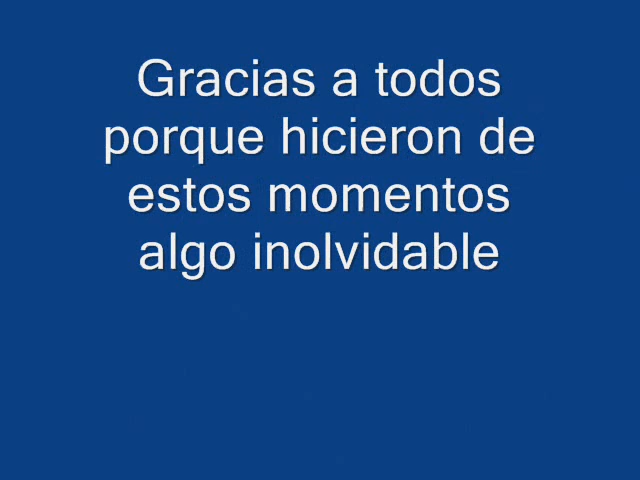 Gracias a todos
porque hicieron de
estos momentos
algo inolvidable